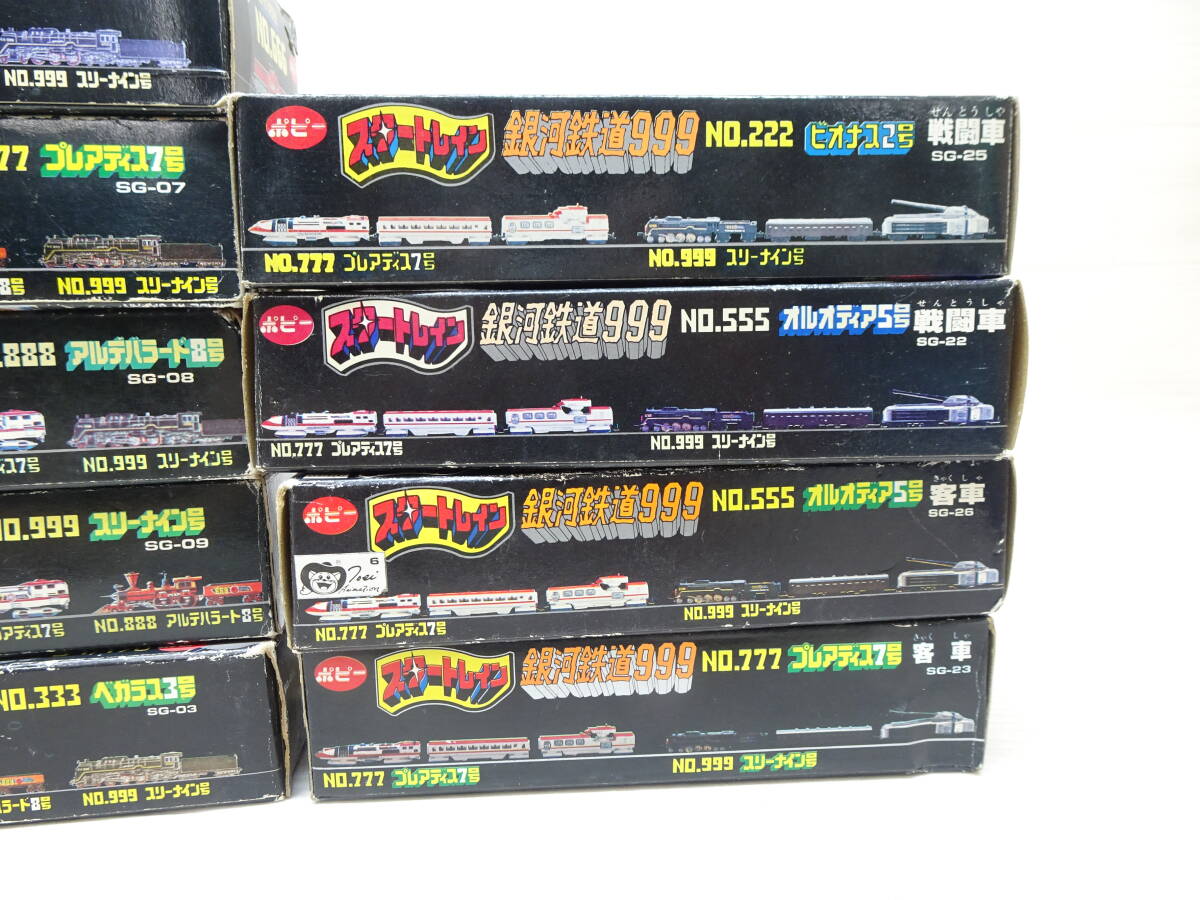 NO.999 スリーナイン号
77 プレアデス7号
SG-07
8号 NO.999 スリーナイン号
.888 アルデバラード8号
SG-08
ス7号 NO.999 スリーナイン号
NO.999 スリーナイン号
SG-09
アデス7号 NO.888 アルデバラード8号
NO.333 ペガラス3号
SG-03
ラード8号 NO.999 スリーナイン号
ポピー スタートレイン 銀河鉄道999 NO.222 ビオナス2号 せんとうしゃ 戦闘車
SG-25
NO.777 プレアデス7号 NO.999 スリーナイン号
ポピー スタートレイン 銀河鉄道999 NO.555 オルオディア5号 せんとうしゃ 戦闘車
SG-22
NO.777 プレアデス7号 NO.999 スリーナイン号
ポピー スタートレイン 銀河鉄道999 NO.555 オルオディア5号 きゃくしゃ 客車
SG-26
6
Toei Animation
NO.777 プレアデス7号 NO.999 スリーナイン号
ポピー スタートレイン 銀河鉄道999 NO.777 プレアデス7号 きゃくしゃ 客車
SG-23
NO.777 プレアデス7号 NO.999 スリーナイン号